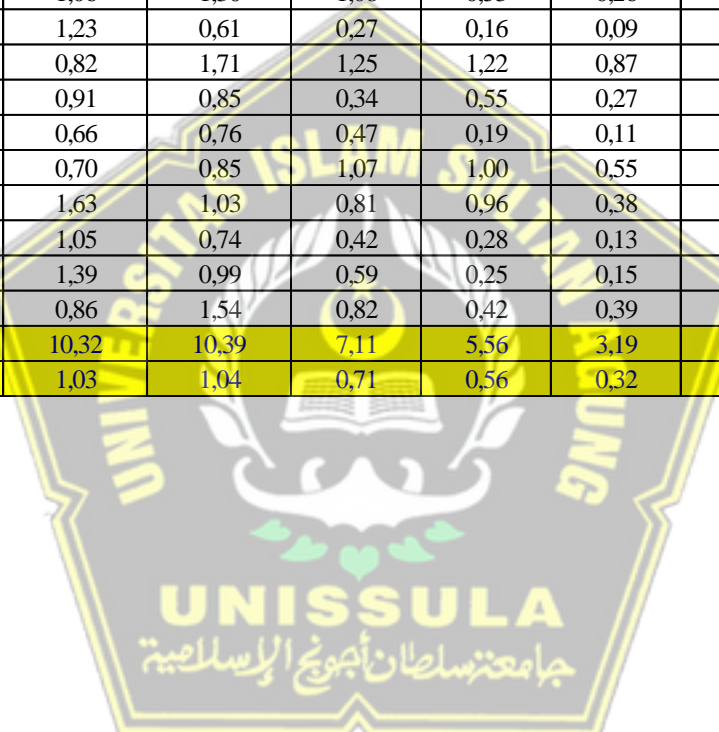 1,23 0,61 0,27 0,16 0,09
0,82 1,71 1,25 1,22 0,87
0,91 0,85 0,34 0,55 0,27
0,66 0,76 0,47 0,19 0,11
0,70 0,85 1,07 1,00 0,55
1,63 1,03 0,81 0,96 0,38
1,05 0,74 0,42 0,28 0,13
1,39 0,99 0,59 0,25 0,15
0,86 1,54 0,82 0,42 0,39
10,32 10,39 7,11 5,56 3,19
1,03 1,04 0,71 0,56 0,32
UNIVERSITAS ISLAM SULTAN AGUNG
UNISSULA
جامعة سلطان أجونج الإسلامية